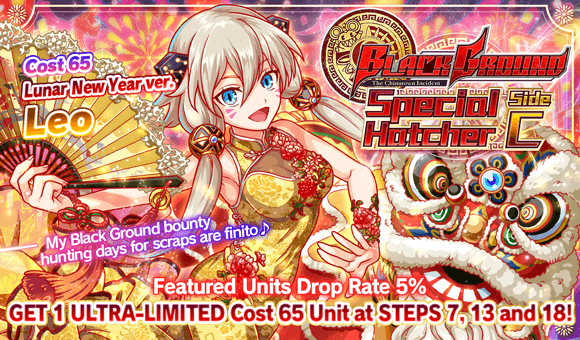 Cost 65
Lunar New Year ver.
Leo
BLACK GROUND
The Chinatown Incident
Special
Hatcher
Side
C
My Black Ground bounty
hunting days for scraps are finito♪
Featured Units Drop Rate 5%
GET 1 ULTRA-LIMITED Cost 65 Unit at STEPS 7, 13 and 18!